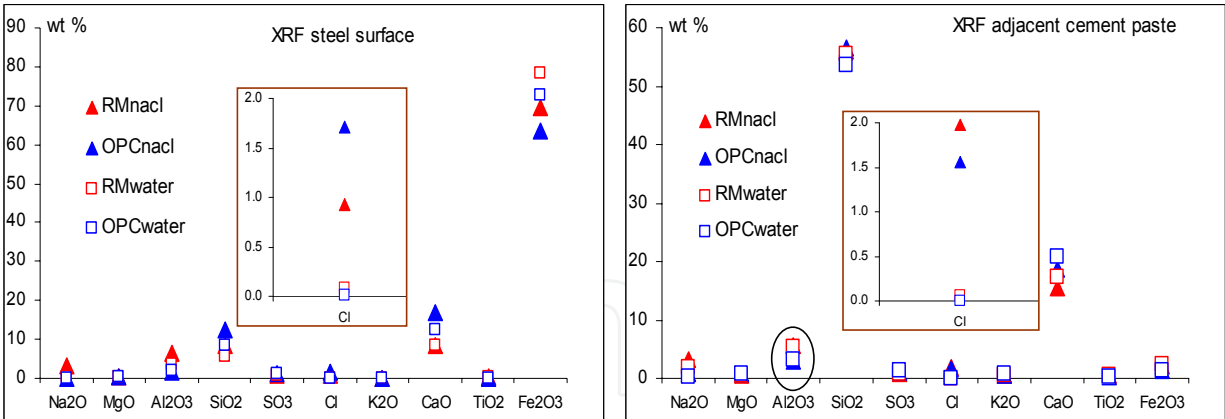 wt %
XRF steel surface
90
80
70
60
50
40
30
20
10
0
RMnacl
OPCnacl
RMwater
OPCwater
2.0
1.5
1.0
0.5
0.0
Cl
Na2O MgO Al2O3 SiO2 SO3 Cl K2O CaO TiO2 Fe2O3
wt %
XRF adjacent cement paste
60
50
40
30
20
10
0
RMnacl
OPCnacl
RMwater
OPCwater
2.0
1.5
1.0
0.5
0.0
Cl
Na2O MgO Al2O3 SiO2 SO3 Cl K2O CaO TiO2 Fe2O3